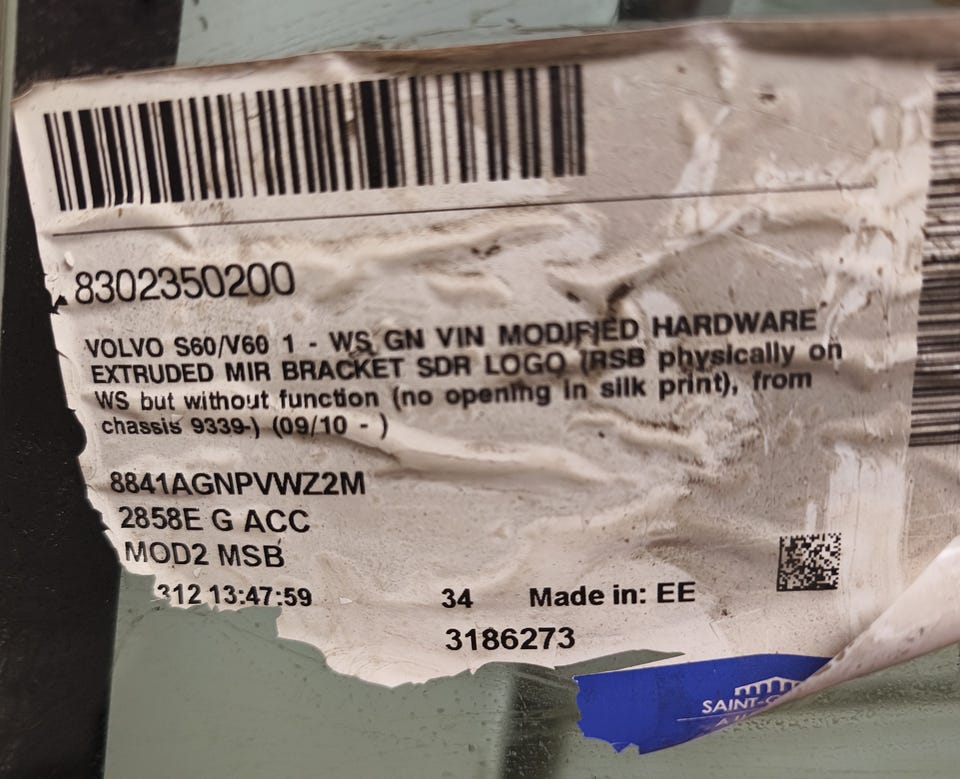 8302350200
VOLVO S60/V60 1 - WS GN VIN MODIFIED HARDWARE
EXTRUDED MIR BRACKET SDR LOGO (RSB physically on
WS but without function (no opening in silk print), from
chassis 9339-) (09/10 - )
8841AGNPVWZ2M
2858E G ACC
MOD2 MSB
312 13:47:59 34 Made in: EE
3186273
SAINT-